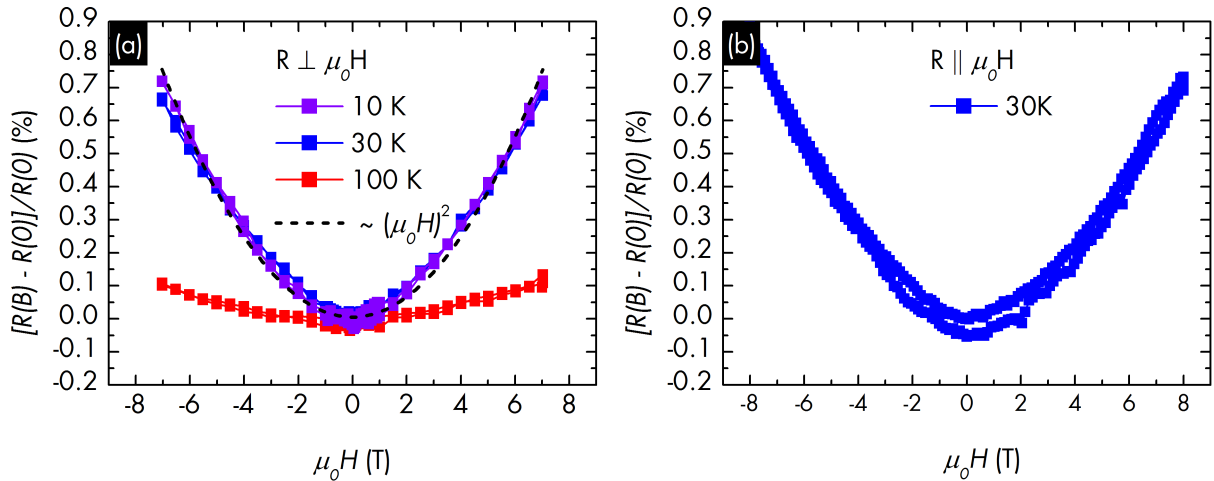 (a)
R ⊥ μ₀H
10 K
30 K
100 K
~ (μ₀H)²
[R(B) - R(0)]/R(0) (%)
0.9
0.8
0.7
0.6
0.5
0.4
0.3
0.2
0.1
0.0
-0.1
-0.2
-8 -6 -4 -2 0 2 4 6 8
μ₀H (T)
(b)
R ∥ μ₀H
30K
[R(B) - R(0)]/R(0) (%)
0.9
0.8
0.7
0.6
0.5
0.4
0.3
0.2
0.1
0.0
-0.1
-0.2
-8 -6 -4 -2 0 2 4 6 8
μ₀H (T)